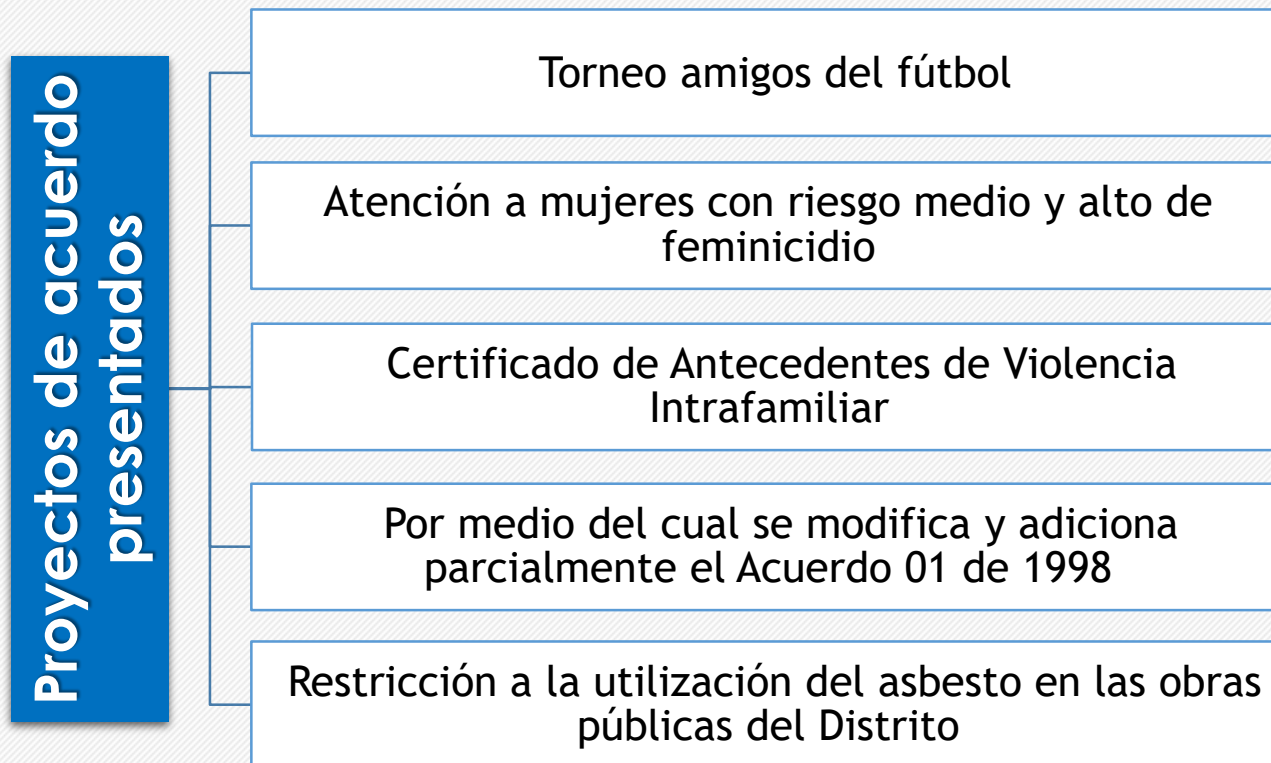 Proyectos de acuerdo
presentados
Torneo amigos del fútbol
Atención a mujeres con riesgo medio y alto de
feminicidio
Certificado de Antecedentes de Violencia
Intrafamiliar
Por medio del cual se modifica y adiciona
parcialmente el Acuerdo 01 de 1998
Restricción a la utilización del asbesto en las obras
públicas del Distrito